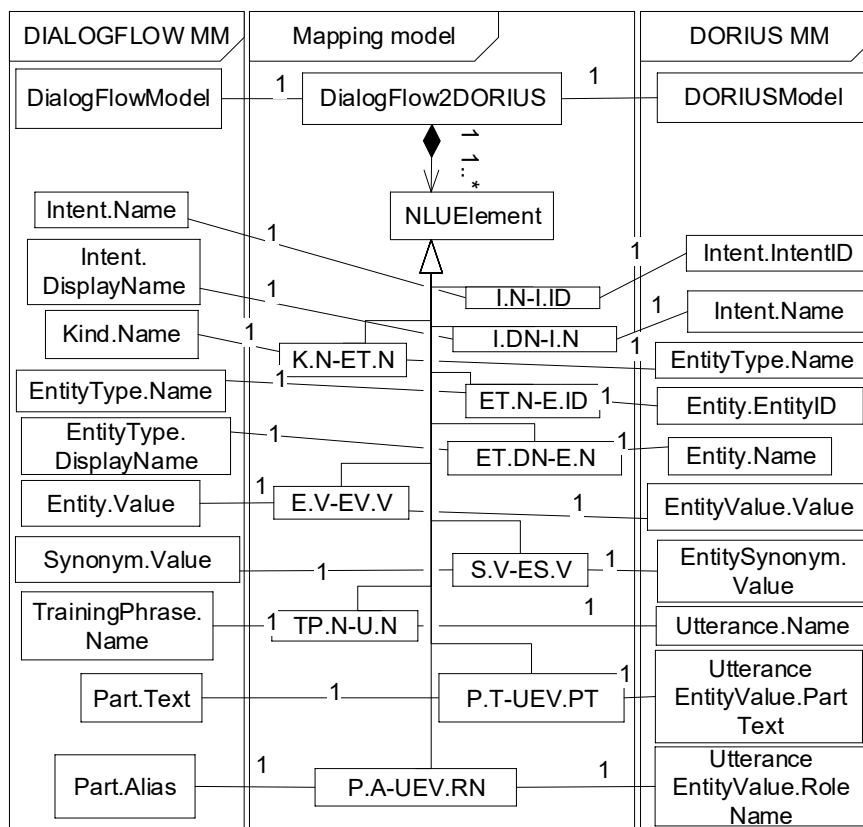 DIALOGFLOW MM
Mapping model
DORIUS MM
DialogFlowModel
1
DialogFlow2DORIUS
1
DORIUSModel
1 1..*
NLUElement
Intent.Name
1
I.N-I.ID
1
Intent.IntentID
Intent.
DisplayName
1
I.DN-I.N
1
Intent.Name
Kind.Name
1
K.N-ET.N
1
EntityType.Name
EntityType.Name
1
ET.N-E.ID
1
Entity.EntityID
EntityType.
DisplayName
1
ET.DN-E.N
1
Entity.Name
Entity.Value
1
E.V-EV.V
1
EntityValue.Value
Synonym.Value
1
S.V-ES.V
1
EntitySynonym.
Value
TrainingPhrase.
Name
1
TP.N-U.N
1
Utterance.Name
Part.Text
1
P.T-UEV.PT
1
Utterance
EntityValue.Part
Text
Part.Alias
1
P.A-UEV.RN
1
Utterance
EntityValue.Role
Name